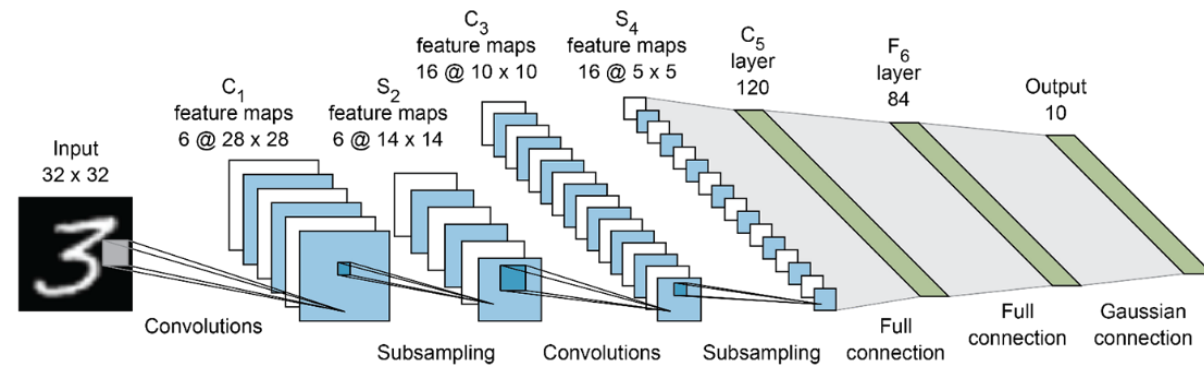 Input
32 x 32
C1
feature maps
6 @ 28 x 28
S2
feature maps
6 @ 14 x 14
C3
feature maps
16 @ 10 x 10
S4
feature maps
16 @ 5 x 5
C5
layer
120
F6
layer
84
Output
10
3
Convolutions
Subsampling
Convolutions
Subsampling
Full
connection
Full
connection
Gaussian
connection